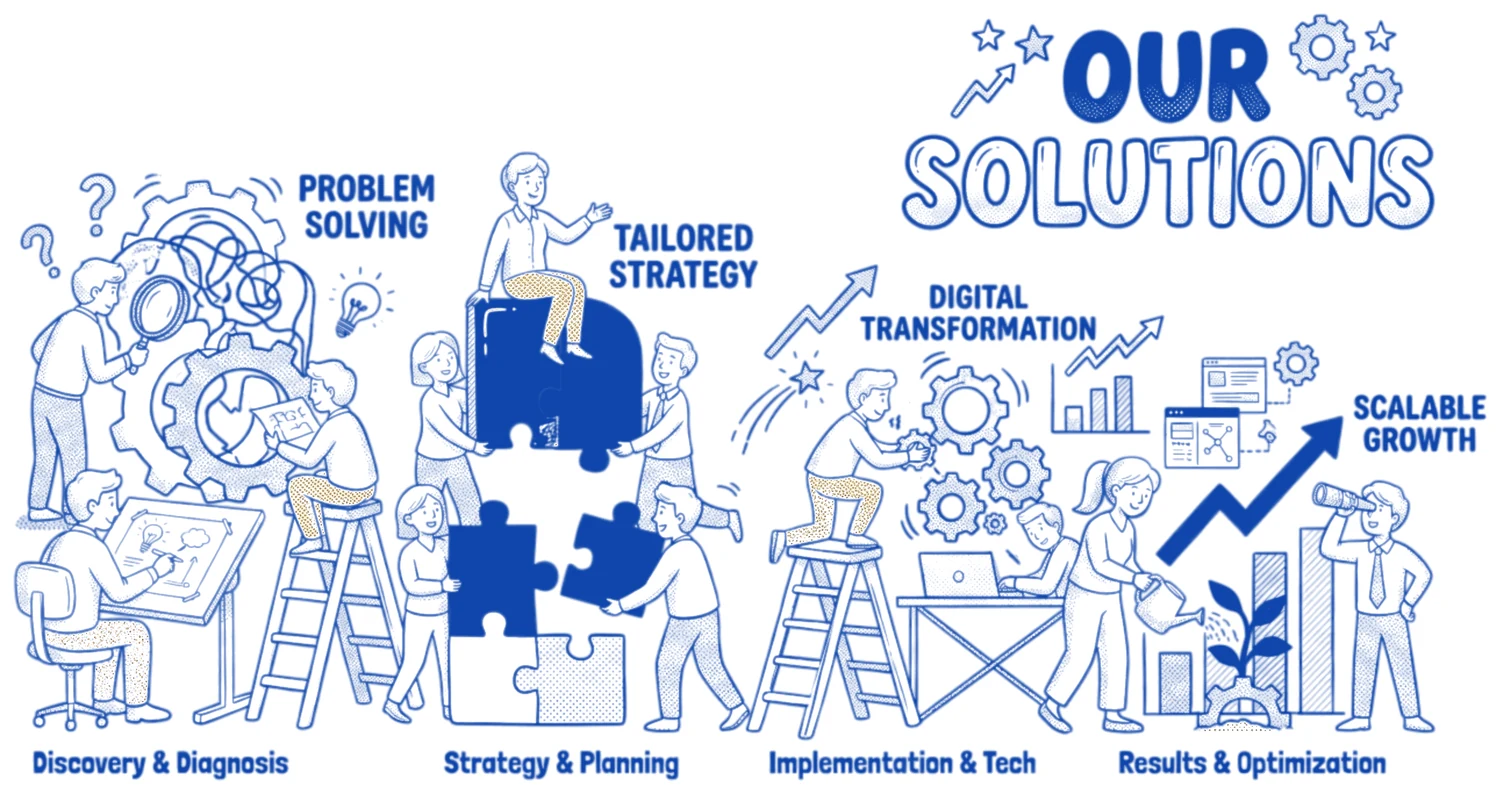 OUR
SOLUTIONS
PROBLEM
SOLVING
TAILORED
STRATEGY
DIGITAL
TRANSFORMATION
SCALABLE
GROWTH
Discovery & Diagnosis
Strategy & Planning
Implementation & Tech
Results & Optimization